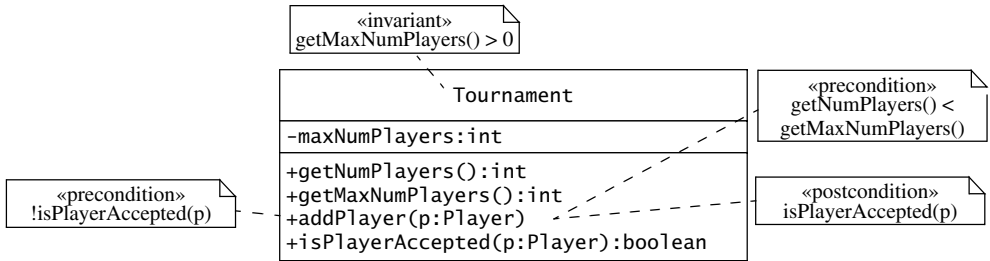 «invariant»
getMaxNumPlayers() > 0
Tournament
-maxNumPlayers:int
+getNumPlayers():int
+getMaxNumPlayers():int
+addPlayer(p:Player)
+isPlayerAccepted(p:Player):boolean
«precondition»
!isPlayerAccepted(p)
«precondition»
getNumPlayers() <
getMaxNumPlayers()
«postcondition»
isPlayerAccepted(p)